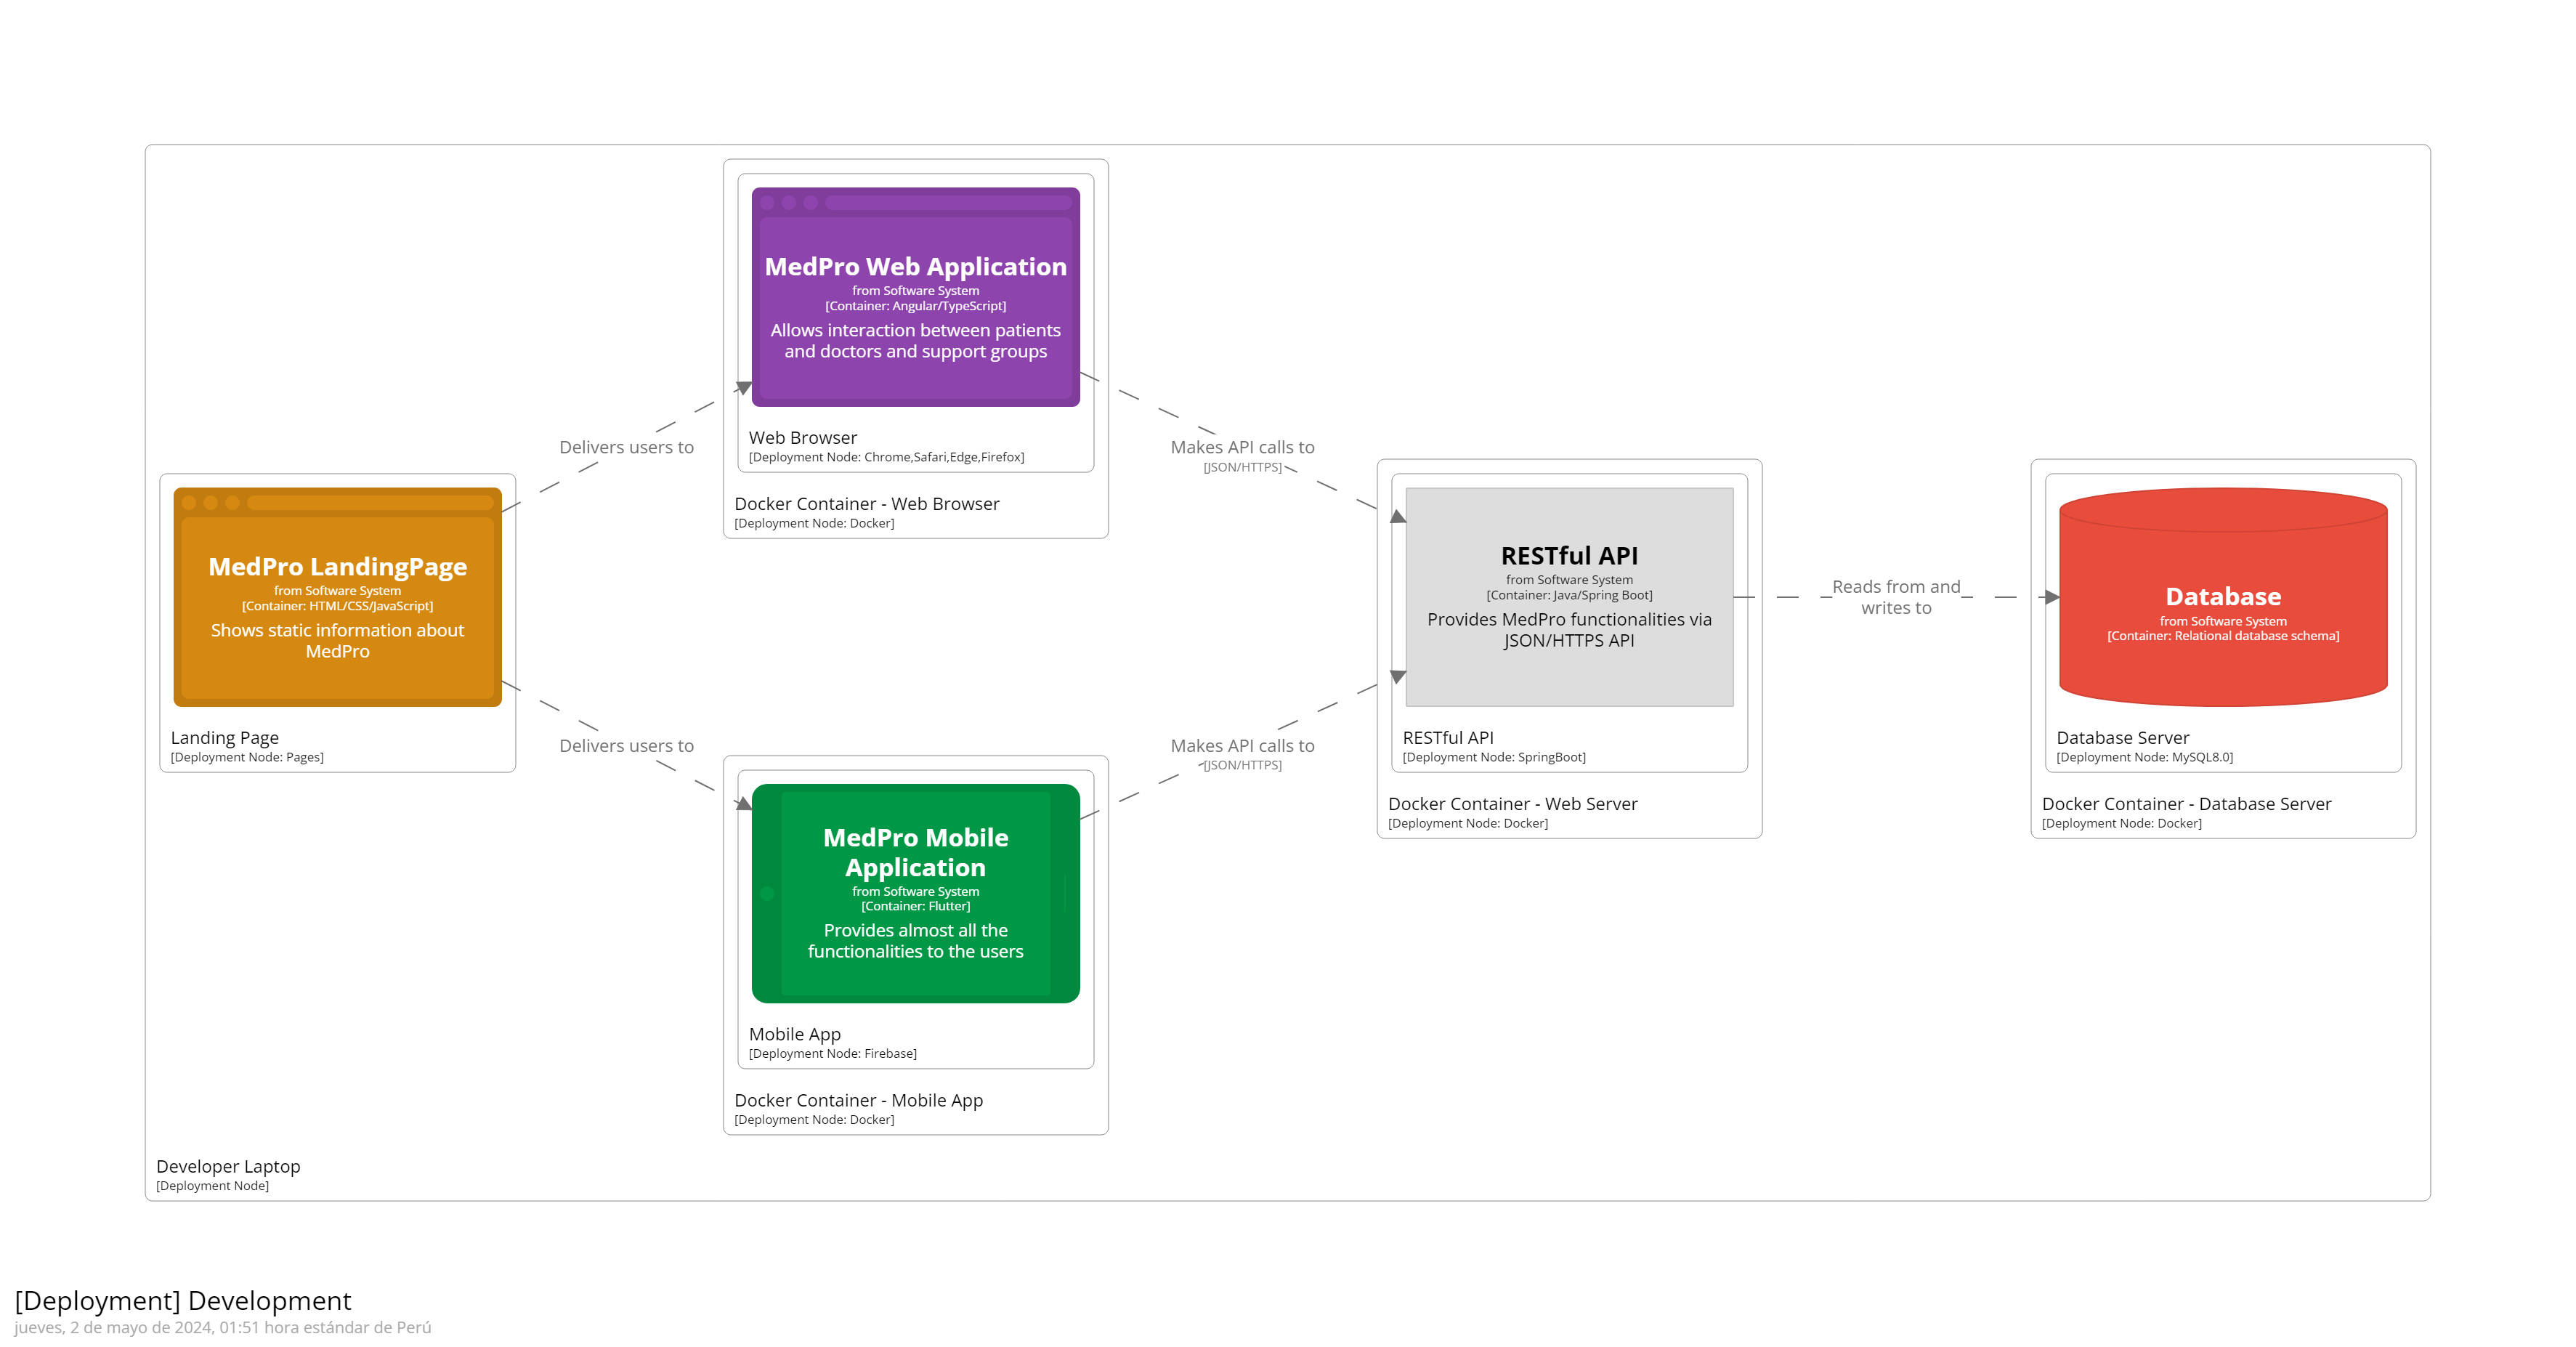 MedPro Web Application
from Software System
[Container: Angular/TypeScript]
Allows interaction between patients
and doctors and support groups
Web Browser
[Deployment Node: Chrome,Safari,Edge,Firefox]
Docker Container - Web Browser
[Deployment Node: Docker]
Delivers users to
Makes API calls to
[JSON/HTTPS]
MedPro LandingPage
from Software System
[Container: HTML/CSS/JavaScript]
Shows static information about
MedPro
Landing Page
[Deployment Node: Pages]
Delivers users to
Makes API calls to
[JSON/HTTPS]
RESTful API
from Software System
[Container: Java/Spring Boot]
Provides MedPro functionalities via
JSON/HTTPS API
RESTful API
[Deployment Node: SpringBoot]
Docker Container - Web Server
[Deployment Node: Docker]
Reads from and
writes to
Database
from Software System
[Container: Relational database schema]
Database Server
[Deployment Node: MySQL8.0]
Docker Container - Database Server
[Deployment Node: Docker]
MedPro Mobile
Application
from Software System
[Container: Flutter]
Provides almost all the
functionalities to the users
Mobile App
[Deployment Node: Firebase]
Docker Container - Mobile App
[Deployment Node: Docker]
Developer Laptop
[Deployment Node]
[Deployment] Development
jueves, 2 de mayo de 2024, 01:51 hora estándar de Perú